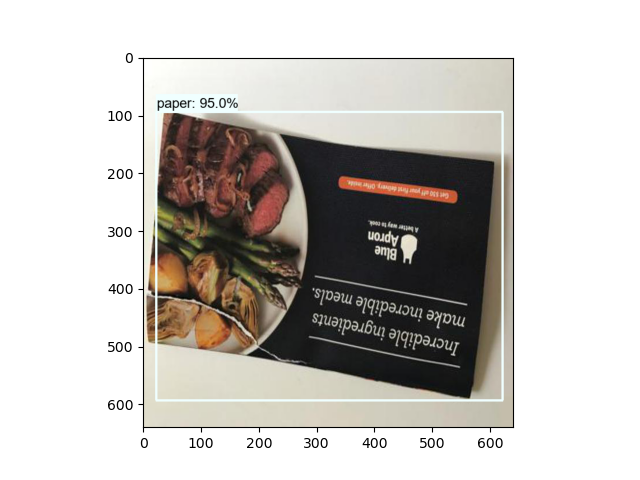 paper: 95.0%
Incredible ingredients
make incredible meals.
Blue
Apron
A better way to cook.
Get $30 off your first delivery. Offer inside.
0
100
200
300
400
500
600
0
100
200
300
400
500
600